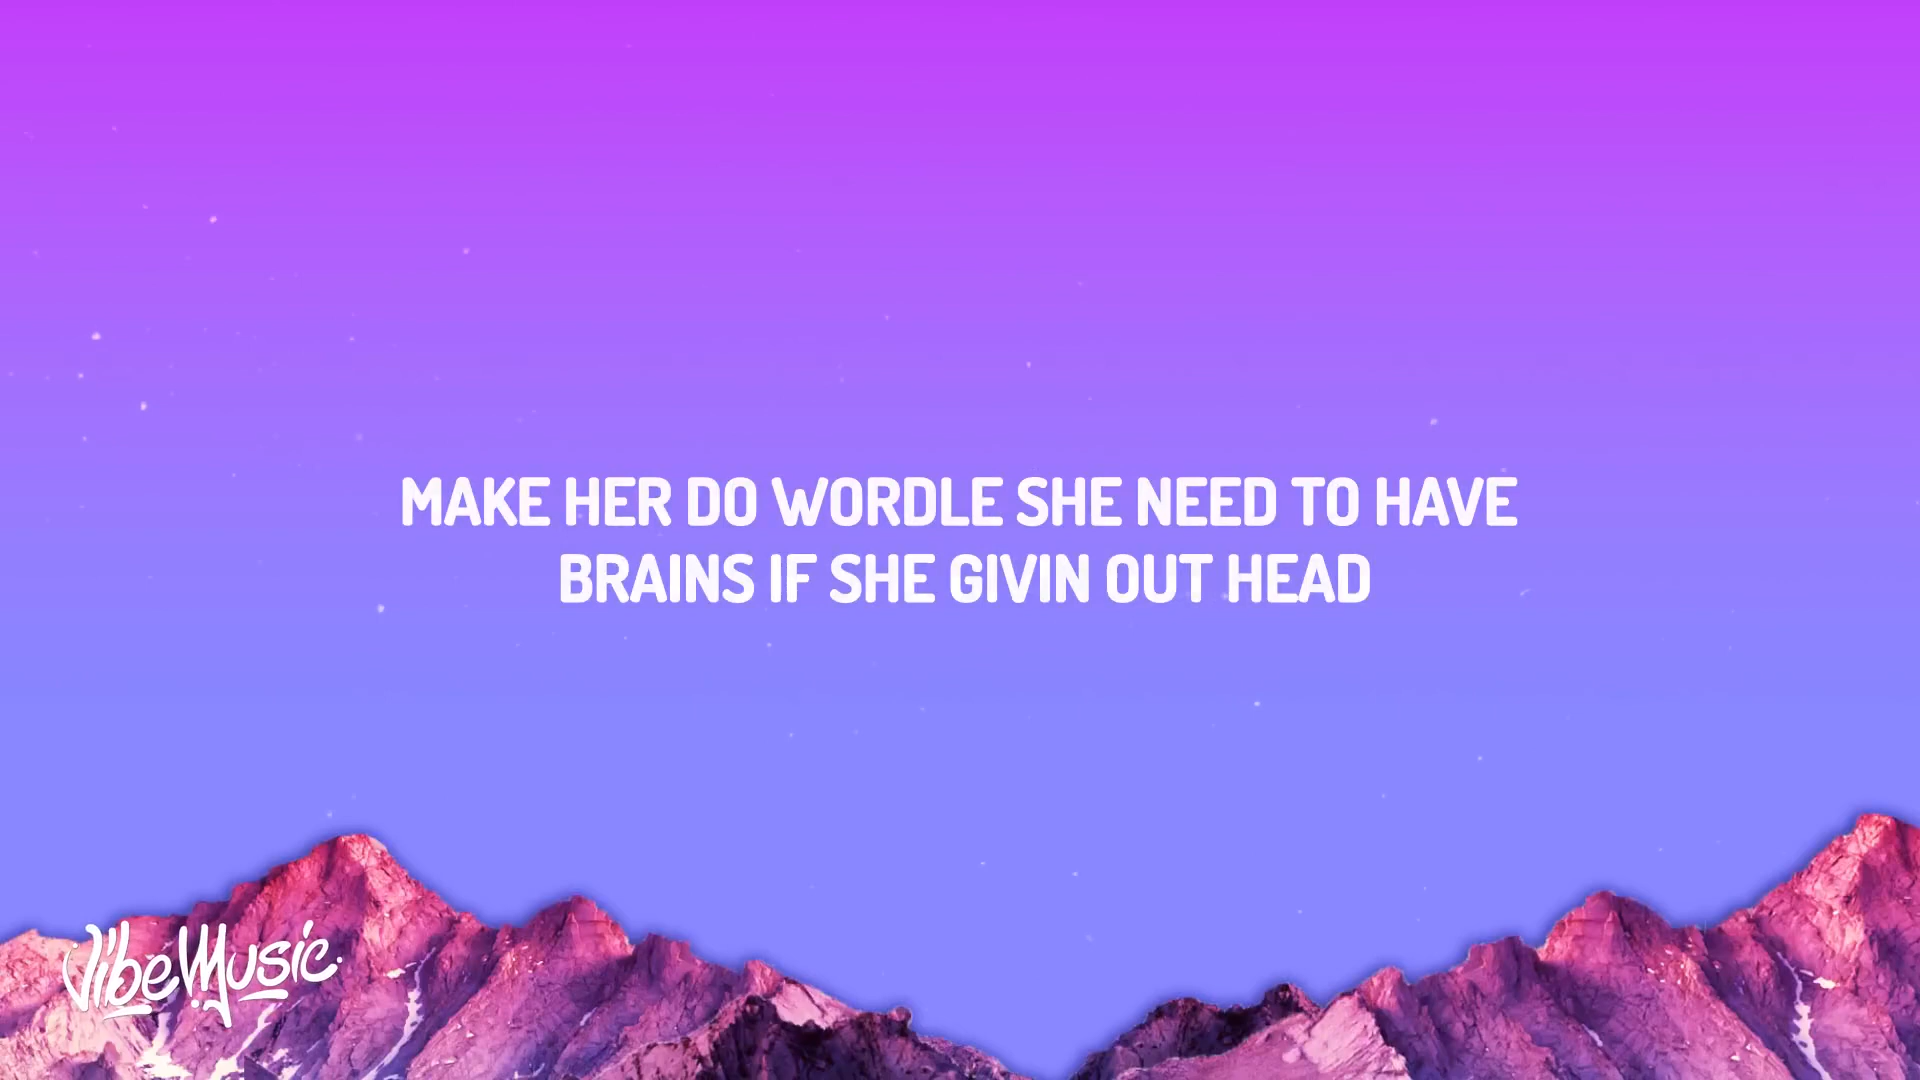 MAKE HER DO WORDLE SHE NEED TO HAVE
BRAINS IF SHE GIVIN OUT HEAD
VibeMusic.